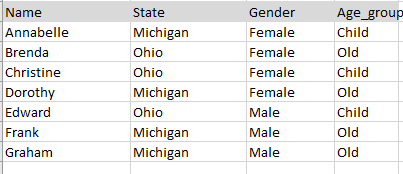 Name State Gender Age_group
Annabelle Michigan Female Child
Brenda Ohio Female Old
Christine Ohio Female Child
Dorothy Michigan Female Old
Edward Ohio Male Child
Frank Michigan Male Old
Graham Michigan Male Old